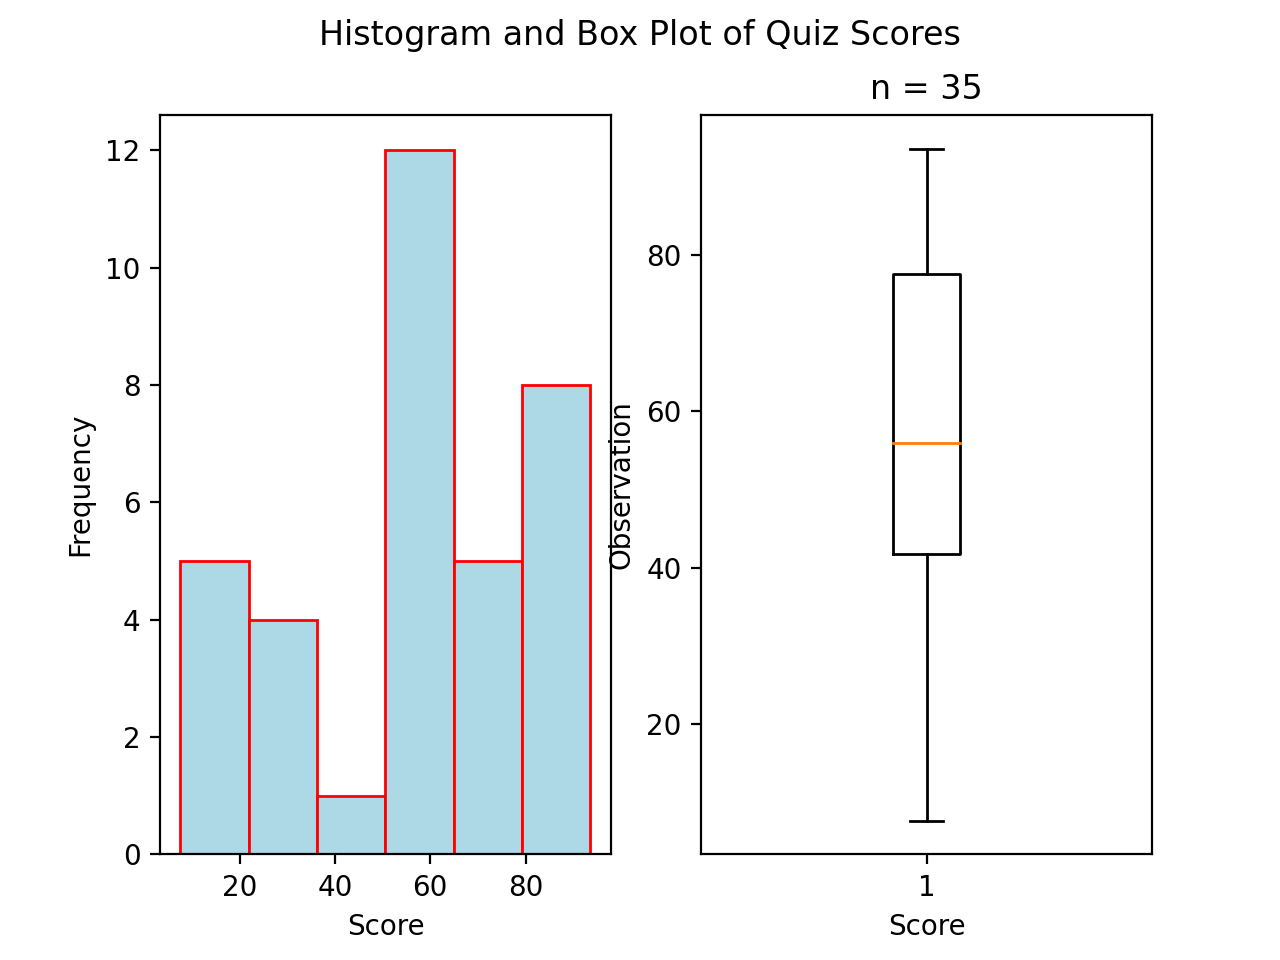 Histogram and Box Plot of Quiz Scores
12
10
8
6
4
2
0
Frequency
20 40 60 80
Score
n = 35
80
60
40
20
Observation
1
Score